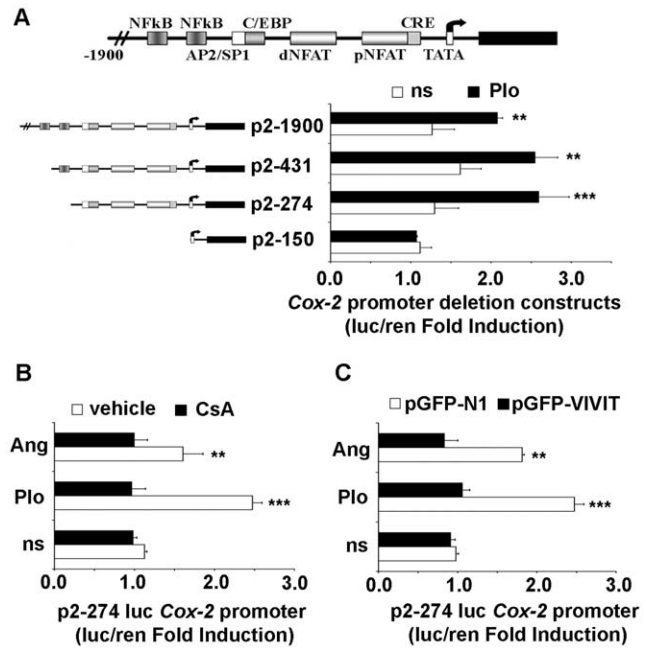 A
NFkB NFkB C/EBP CRE
-1900 AP2/SP1 dNFAT pNFAT TATA
ns Plo
p2-1900 **
p2-431 **
p2-274 ***
p2-150
0.0 1.0 2.0 3.0
Cox-2 promoter deletion constructs
(luc/ren Fold Induction)
B
vehicle CsA
Ang **
Plo ***
ns
0.0 1.0 2.0 3.0
p2-274 luc Cox-2 promoter
(luc/ren Fold Induction)
C
pGFP-N1 pGFP-VIVIT
Ang **
Plo ***
ns
0.0 1.0 2.0 3.0
p2-274 luc Cox-2 promoter
(luc/ren Fold Induction)